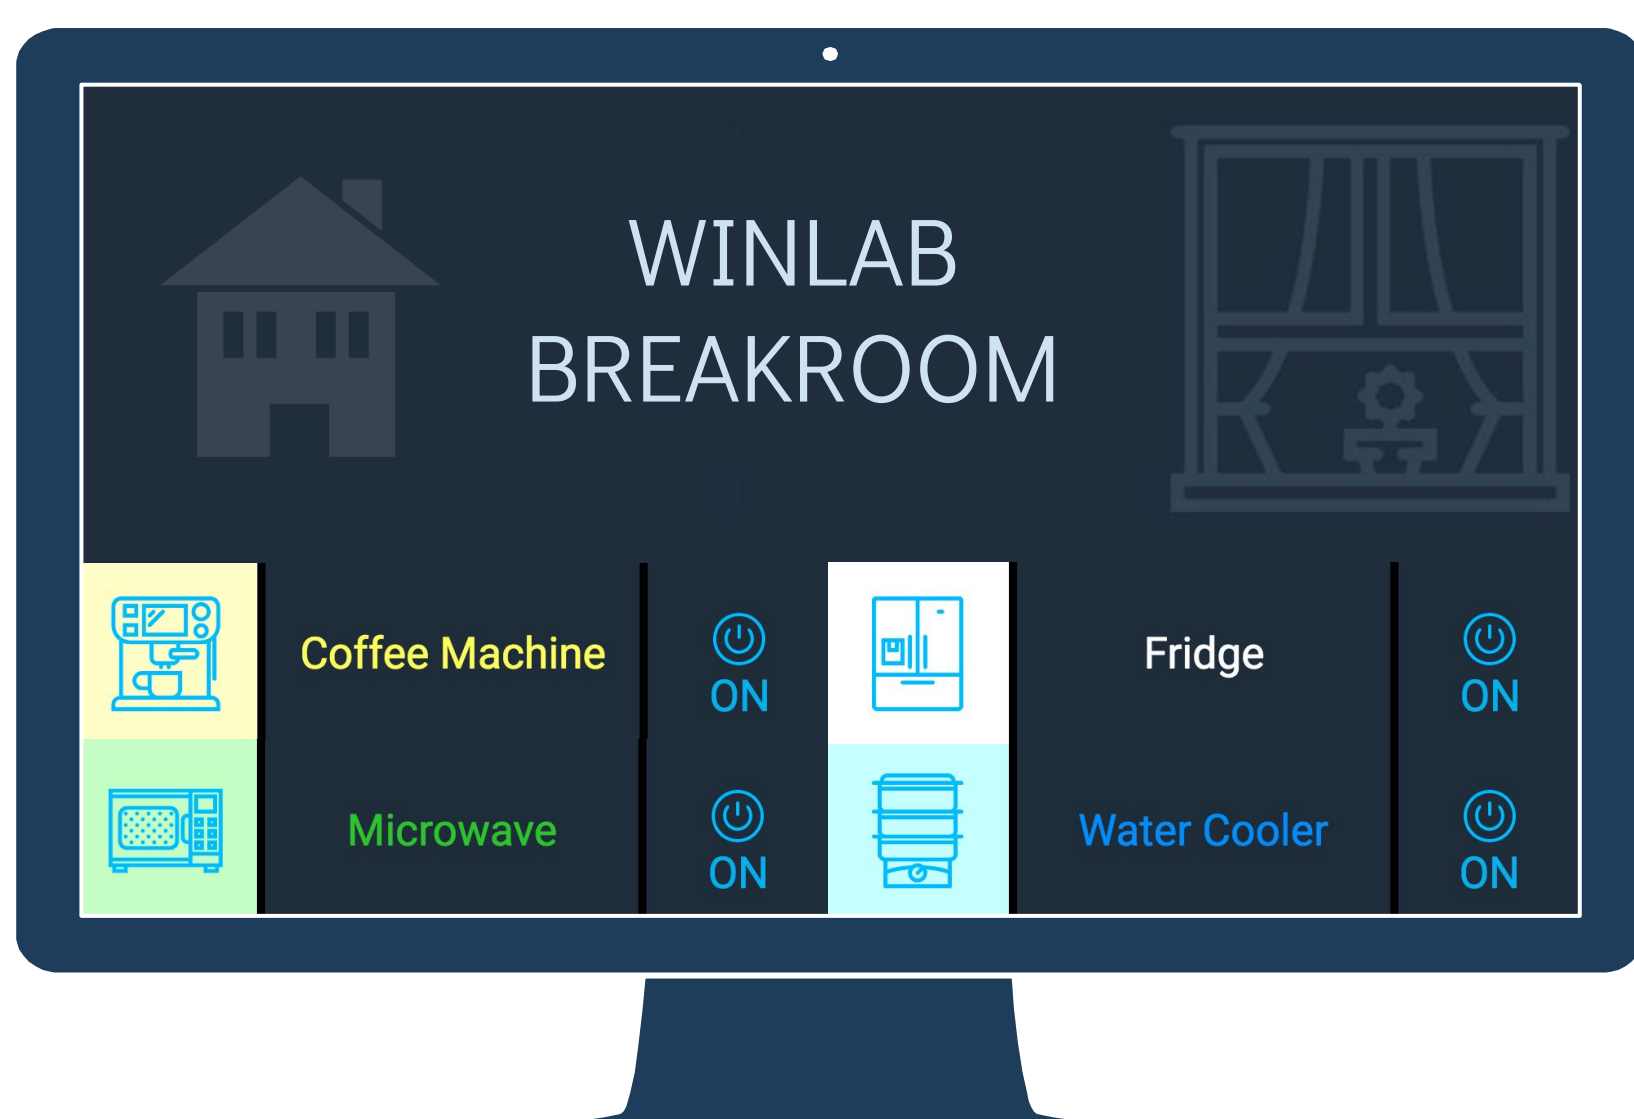 WINLAB
BREAKROOM
Coffee Machine
ON
Fridge
ON
Microwave
ON
Water Cooler
ON